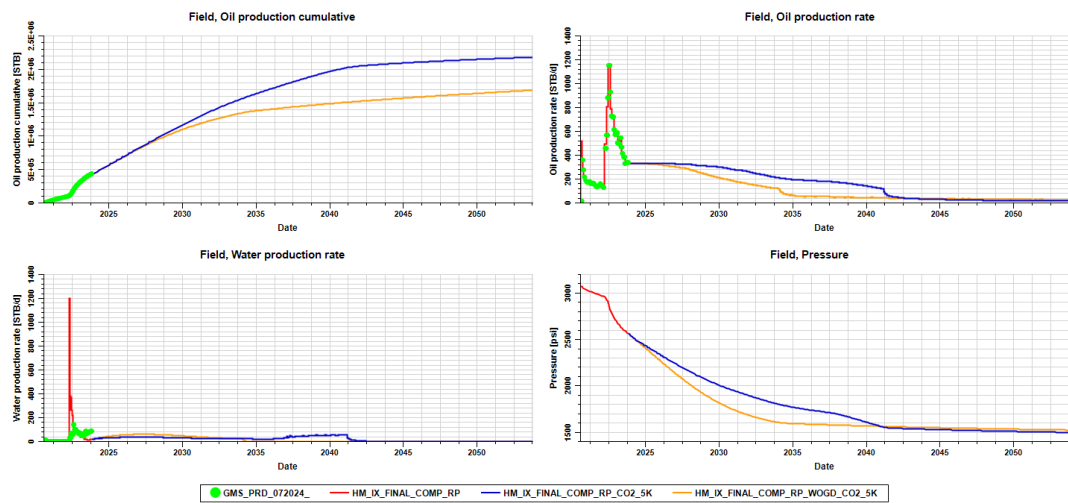 Field, Oil production cumulative
Oil production cumulative [STB]
0
5E+05
1E+06
1.5E+06
2E+06
2.5E+06
2025
2030
2035
2040
2045
2050
Date
Field, Oil production rate
Oil production rate [STB/d]
0
200
400
600
800
1000
1200
1400
2025
2030
2035
2040
2045
2050
Date
Field, Water production rate
Water production rate [STB/d]
0
200
400
600
800
1000
1200
1400
2025
2030
2035
2040
2045
2050
Date
Field, Pressure
Pressure [psi]
1500
2000
2500
3000
2025
2030
2035
2040
2045
2050
Date
GMS_PRD_072024_
HM_IX_FINAL_COMP_RP
HM_IX_FINAL_COMP_RP_CO2_5K
HM_IX_FINAL_COMP_RP_WOGD_CO2_5K